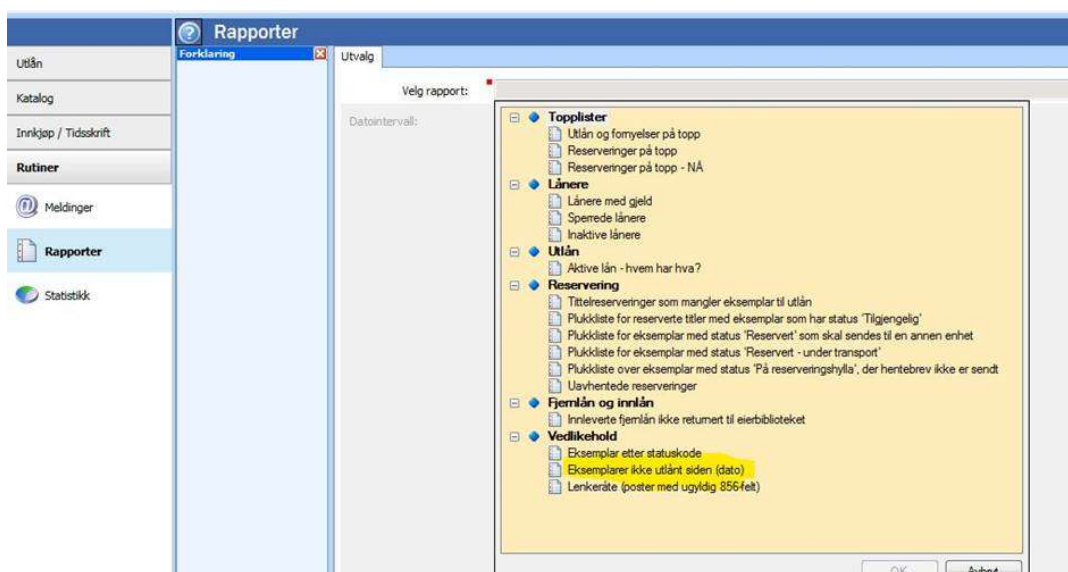 Rapporter
Forklaring
Utlån
Katalog
Innkjøp / Tidsskrift
Rutiner
Meldinger
Rapporter
Statistikk
Utvalg
Velg rapport:
Datointervall:
Topplister
Utlån og fornyelser på topp
Reserveringer på topp
Reserveringer på topp - NÅ
Lånere
Lånere med gjeld
Sperrede lånere
Inaktive lånere
Utlån
Aktive lån - hvem har hva?
Reservering
Tittelreserveringer som mangler eksemplar til utlån
Plukkliste for reserverte titler med eksemplar som har status 'Tilgjengelig'
Plukkliste for eksemplar med status 'Reservert' som skal sendes til en annen enhet
Plukkliste for eksemplar med status 'Reservert - under transport'
Plukkliste over eksemplar med status 'På reserveringshylla', der hentebrev ikke er sendt
Uavhentede reserveringer
Fjernlån og innlån
Innleverte fjernlån ikke returnert til eierbiblioteket
Vedlikehold
Eksemplar etter statuskode
Eksemplarer ikke utlånt siden (dato)
Lenkeråte (poster med ugyldig 856-felt)
OK
Avbryt